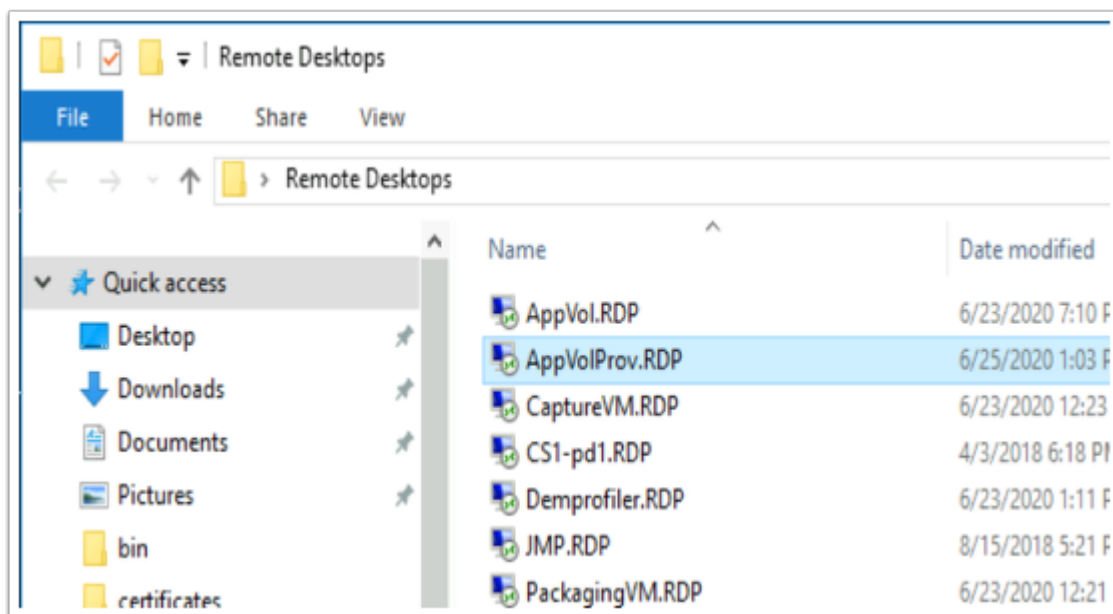 Remote Desktops
File Home Share View
Remote Desktops
Name Date modified
Quick access
Desktop
Downloads
Documents
Pictures
bin
certificates
AppVol.RDP 6/23/2020 7:10
AppVolProv.RDP 6/25/2020 1:03
CaptureVM.RDP 6/23/2020 12:23
CS1-pd1.RDP 4/3/2018 6:18
Demprofiler.RDP 6/23/2020 1:11
JMP.RDP 8/15/2018 5:21
PackagingVM.RDP 6/23/2020 12:21